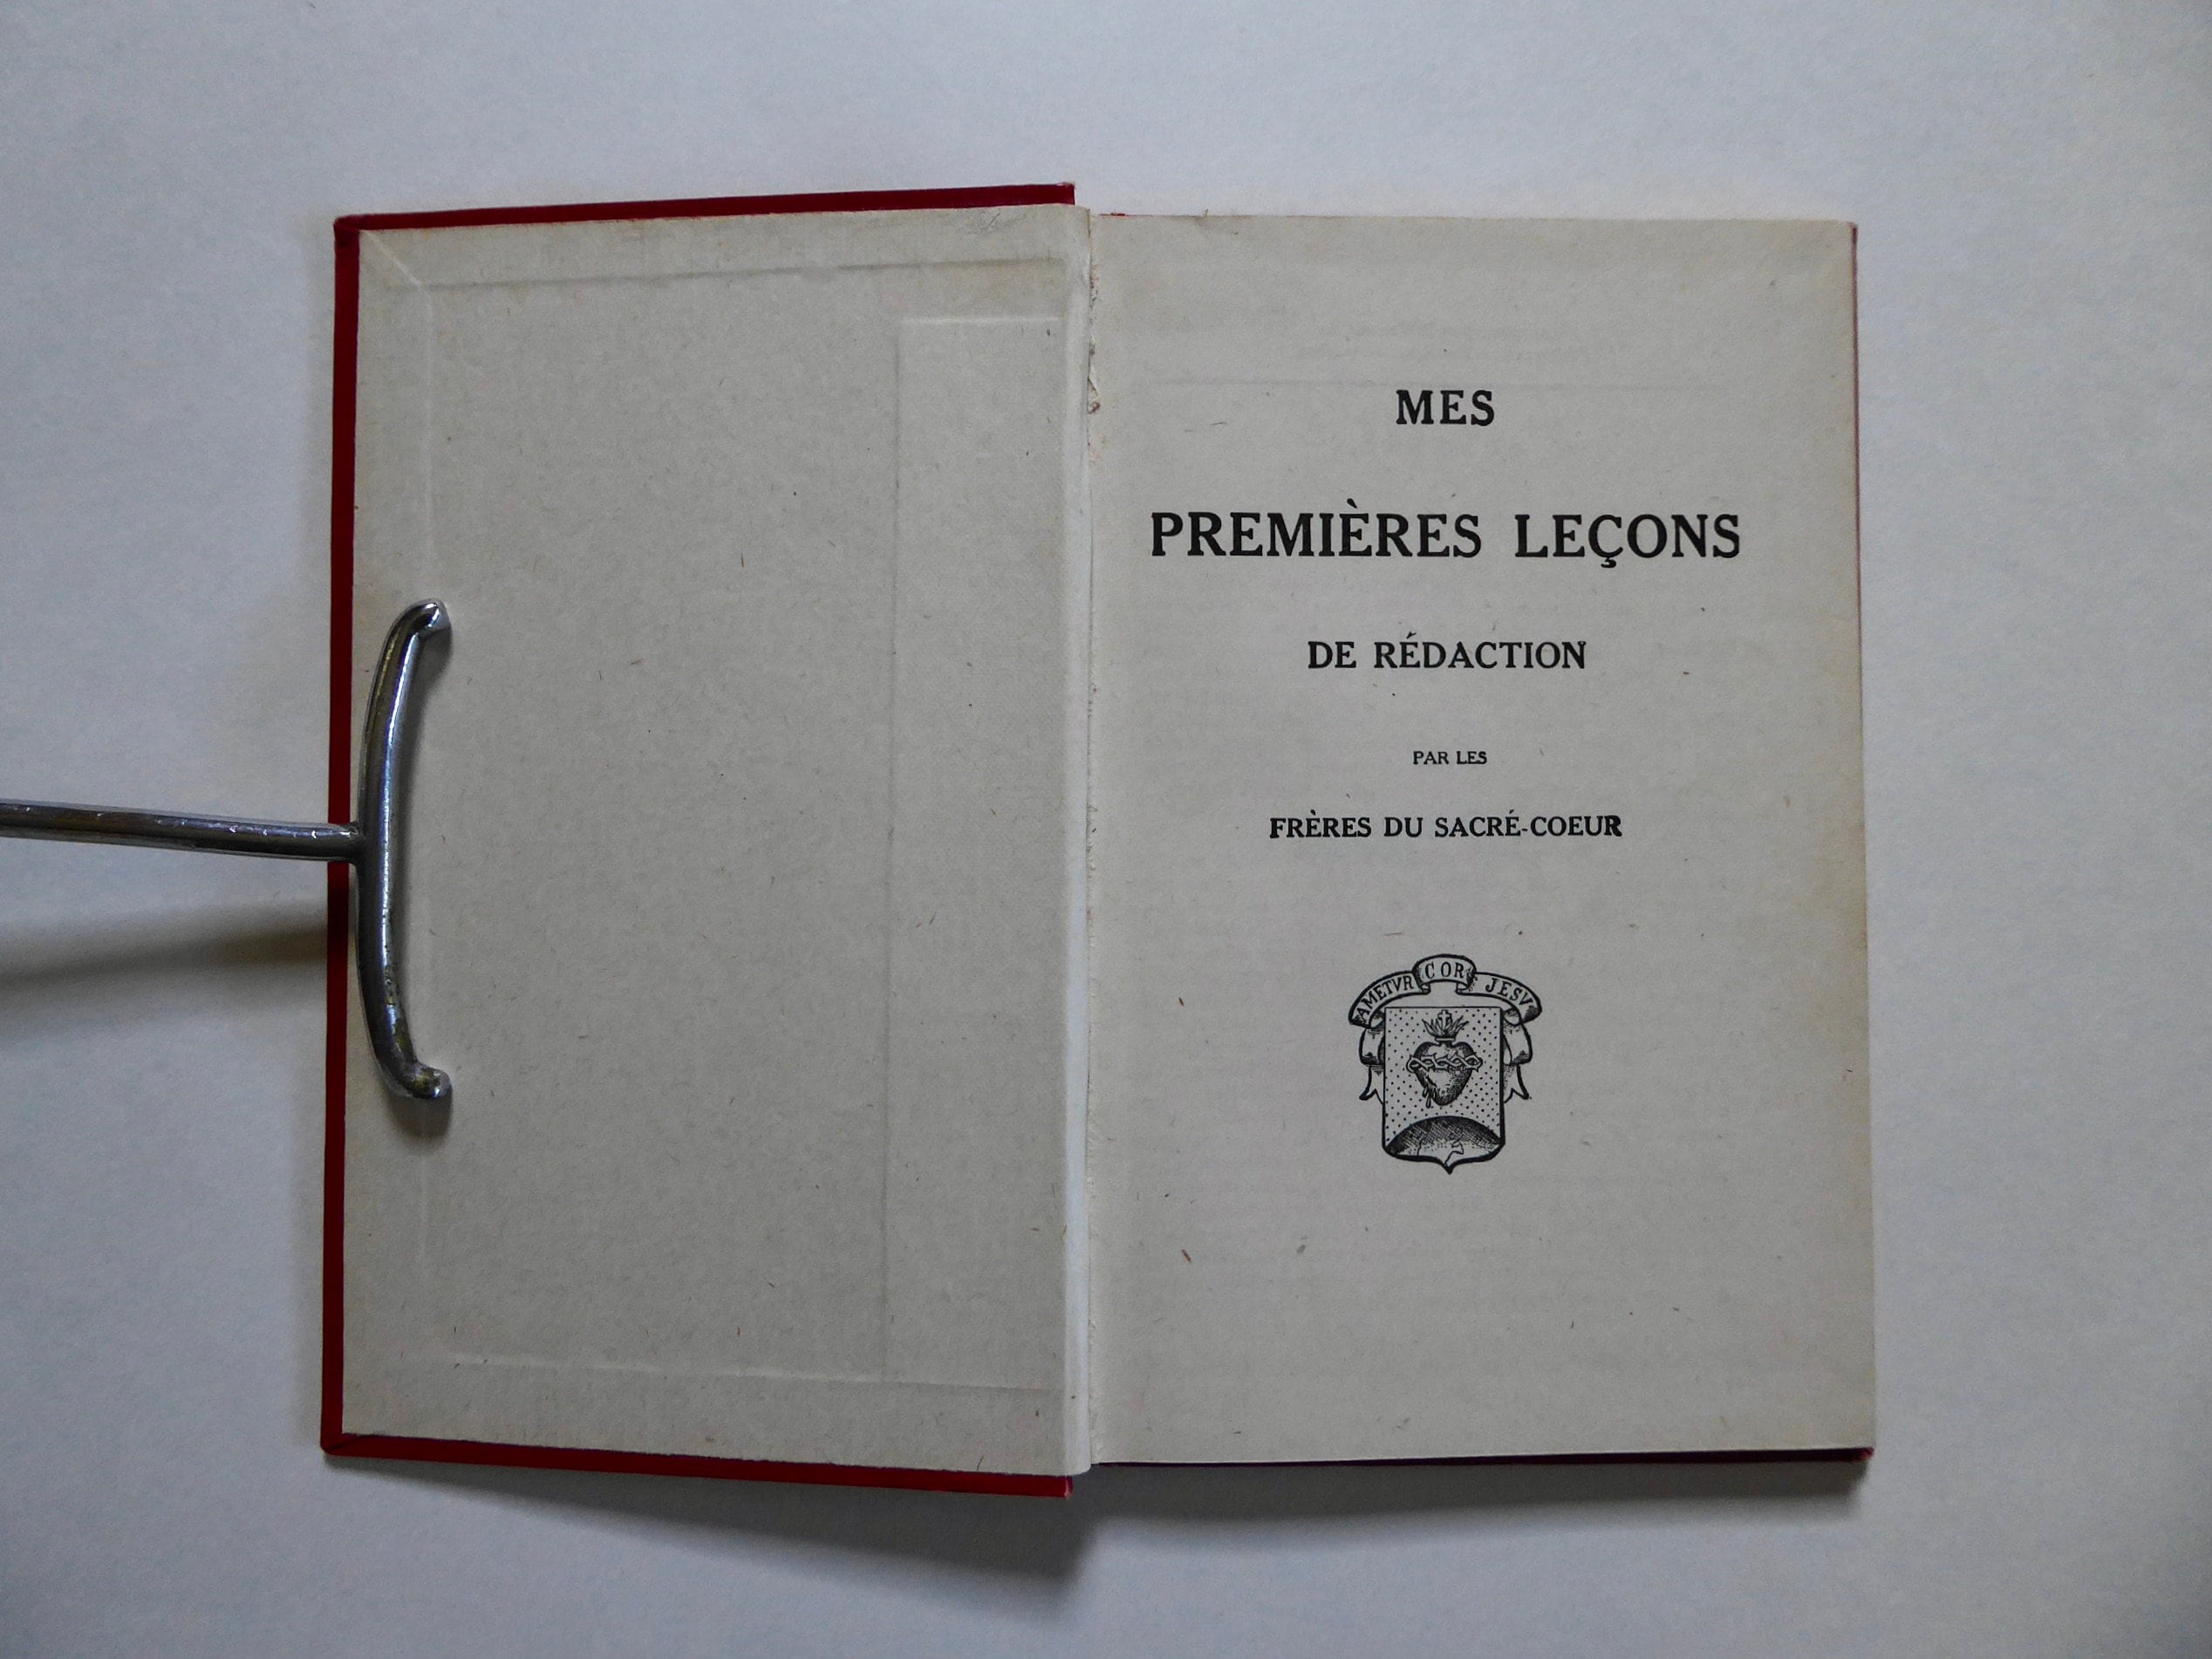 MES
PREMIÈRES LEÇONS
DE RÉDACTION
PAR LES
FRÈRES DU SACRÉ-COEUR
AMETVR COR JESV